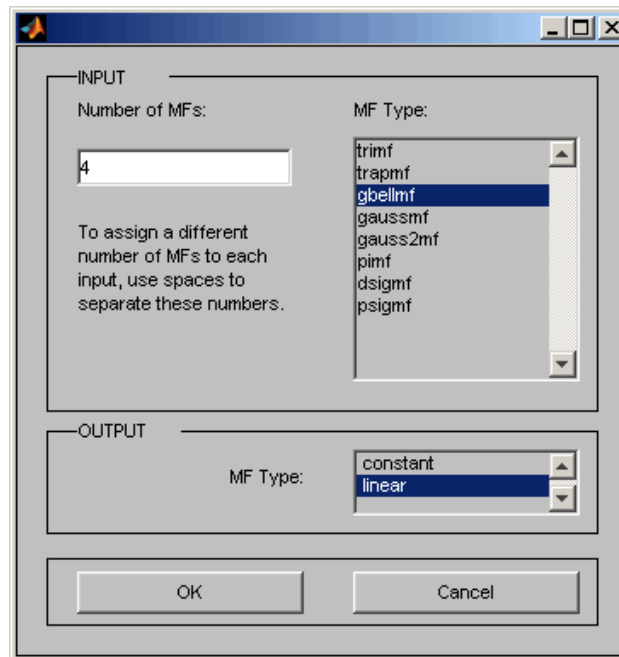 INPUT
Number of MFs:
4
To assign a different
number of MFs to each
input, use spaces to
separate these numbers.
MF Type:
trimf
trapmf
gbellmf
gaussmf
gauss2mf
pimf
dsigmf
psigmf
OUTPUT
MF Type:
constant
linear
OK
Cancel